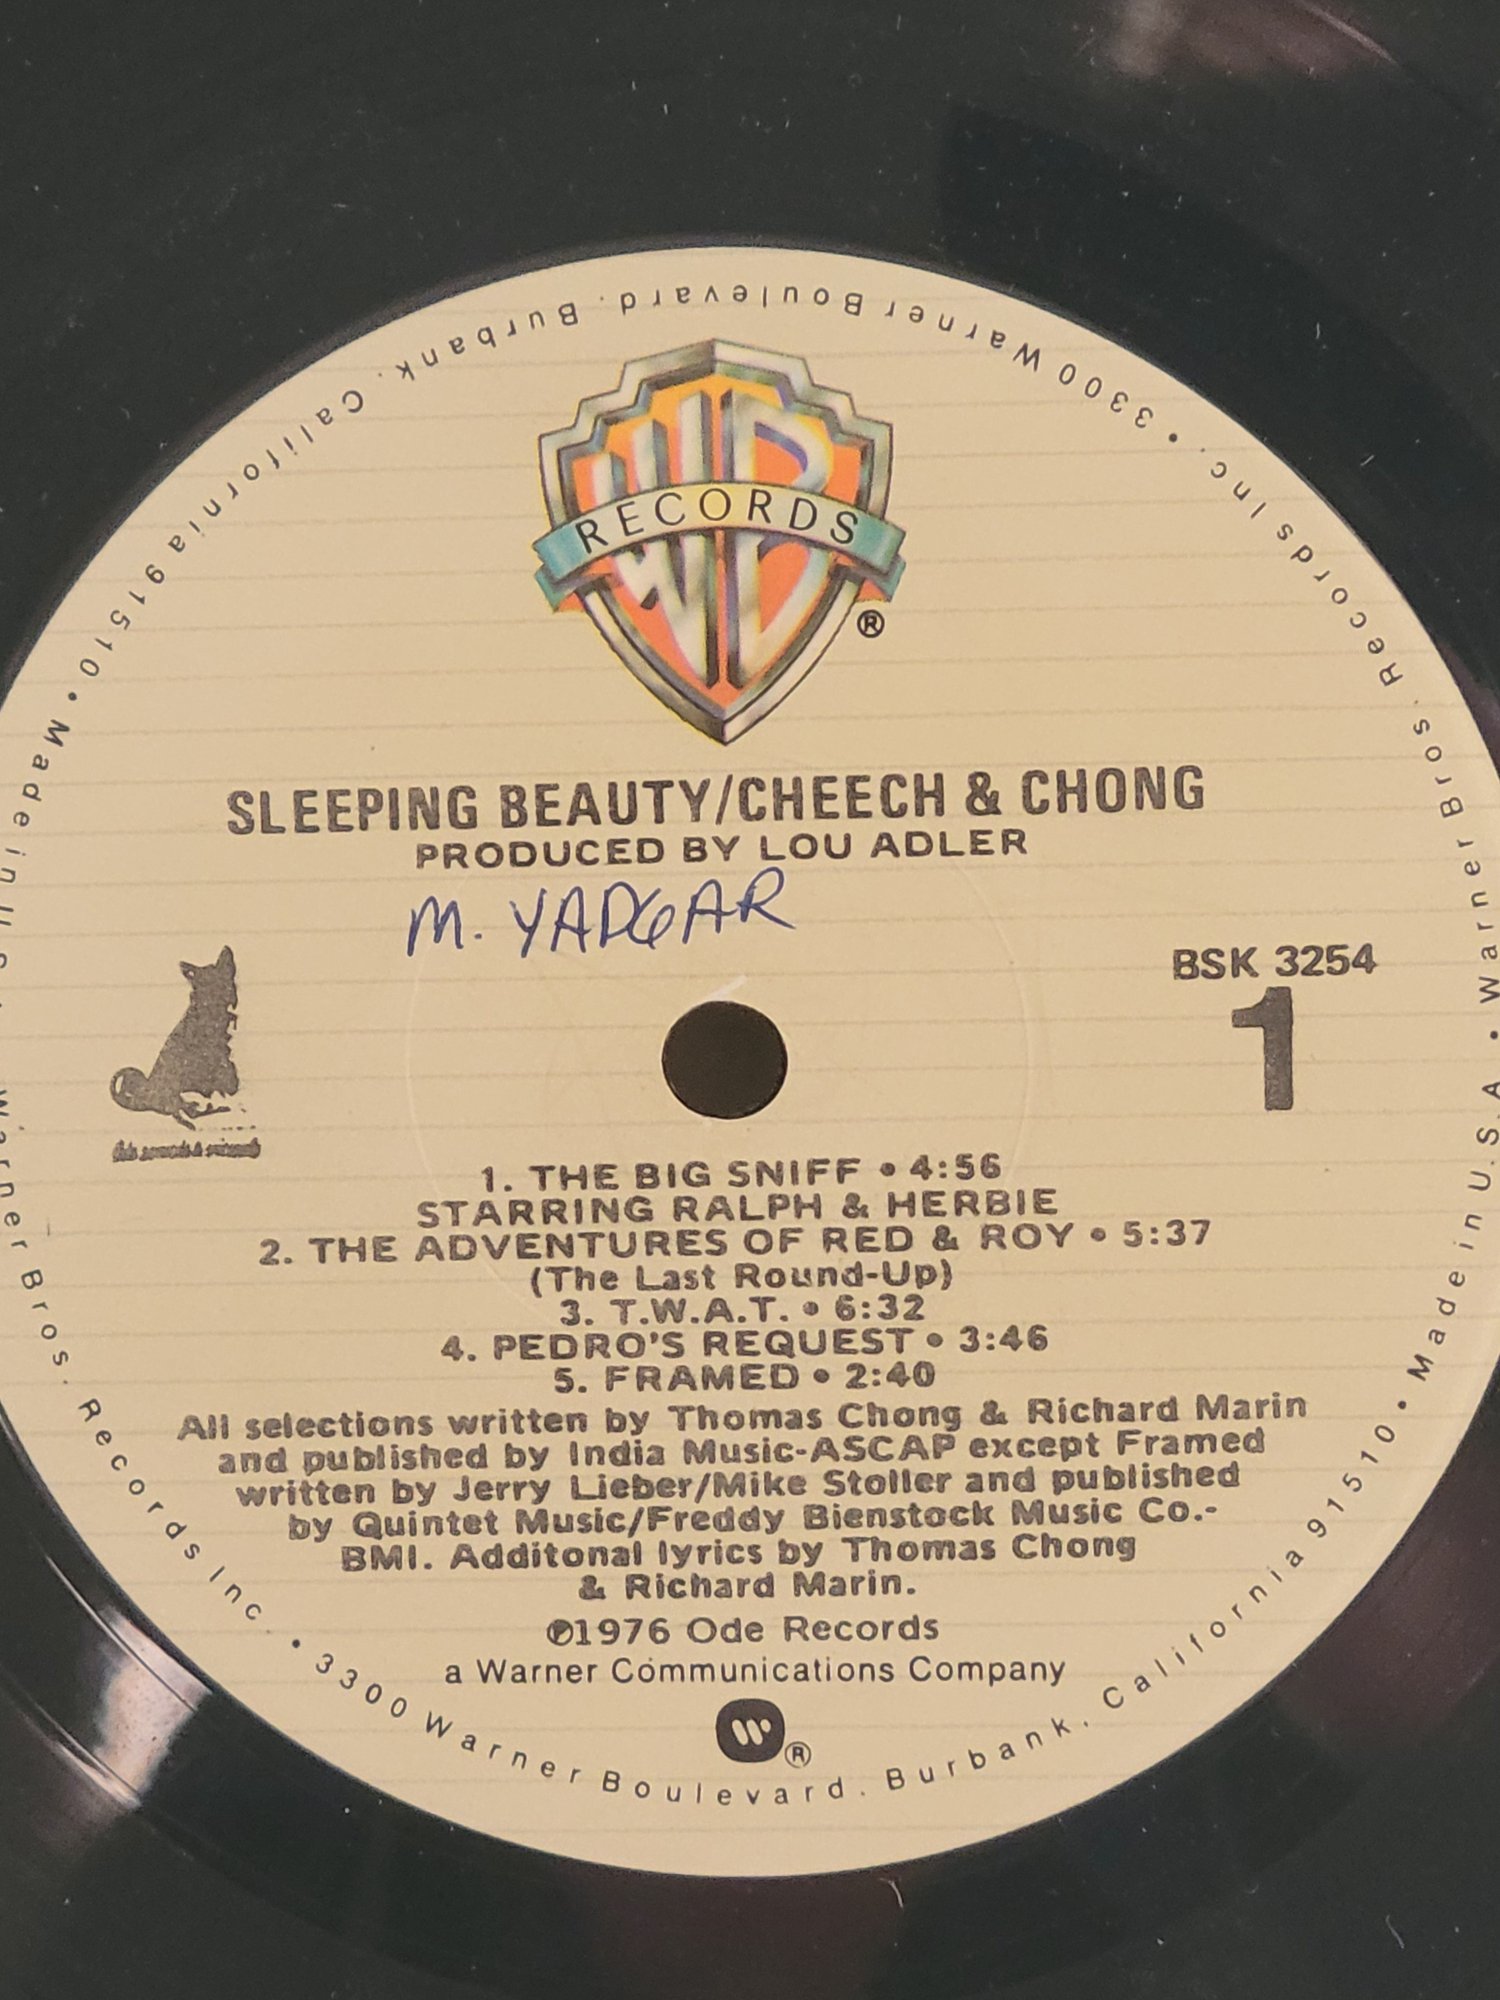 3300 Warner Boulevard, Burbank, California 91510 • Made in U.S.A. • Warner Bros. Records Inc. • 3300 Warner Boulevard, Burbank, California 91510 • Made in U.S.A. • Warner Bros. Records Inc. •
WB
RECORDS
®
SLEEPING BEAUTY/CHEECH & CHONG
PRODUCED BY LOU ADLER
M. YADGAR
BSK 3254
1
1. THE BIG SNIFF • 4:56
STARRING RALPH & HERBIE
2. THE ADVENTURES OF RED & ROY • 5:37
(The Last Round-Up)
3. T.W.A.T. • 6:32
4. PEDRO'S REQUEST • 3:46
5. FRAMED • 2:40
All selections written by Thomas Chong & Richard Marin
and published by India Music-ASCAP except Framed
written by Jerry Lieber/Mike Stoller and published
by Quintet Music/Freddy Bienstock Music Co.-
BMI. Additonal lyrics by Thomas Chong
& Richard Marin.
℗1976 Ode Records
a Warner Communications Company
W®